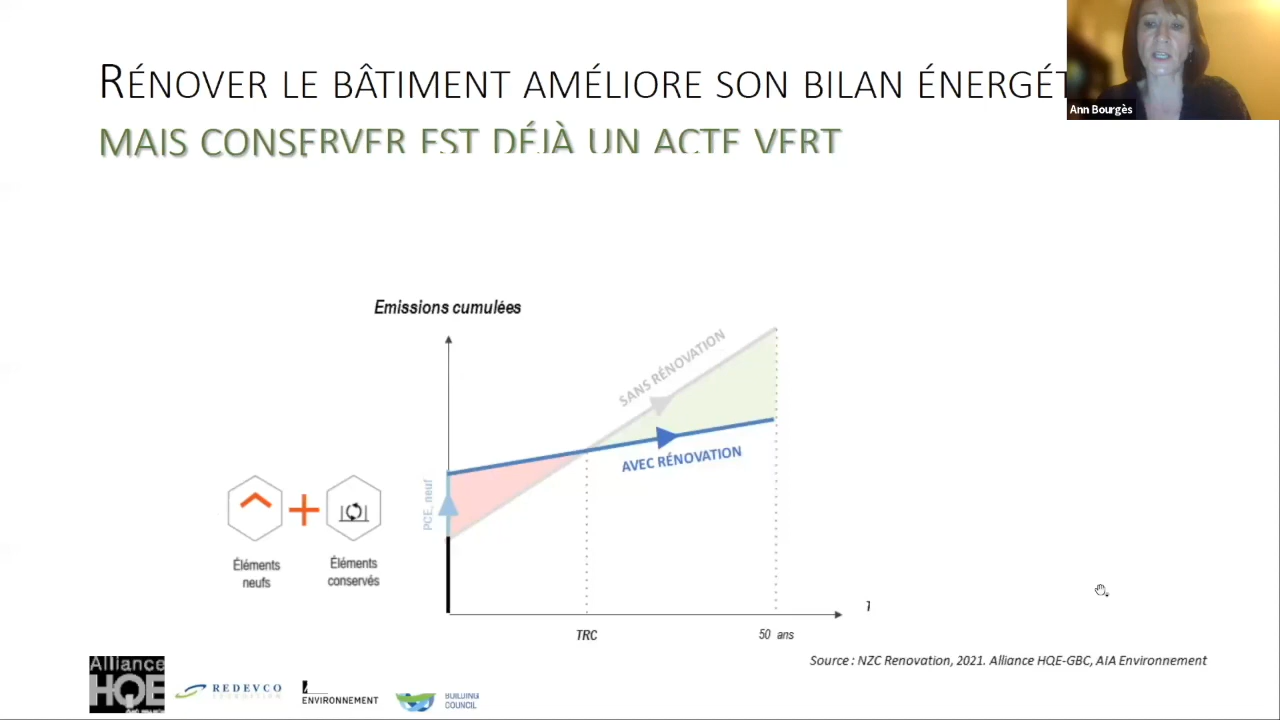 RÉNOVER LE BÂTIMENT AMÉLIORE SON BILAN ÉNERGÉT
MAIS CONSERVER EST DÉJÀ UN ACTE VERT
Ann Bourgès
Emissions cumulées
SANS RÉNOVATION
AVEC RÉNOVATION
PCE_neuf
Éléments
neufs
Éléments
conservés
TRC
50 ans
Source : NZC Renovation, 2021. Alliance HQE-GBC, AIA Environnement
Alliance
HQE
REDEVCO
FOUNDATION
ENVIRONNEMENT
BUILDING
COUNCIL